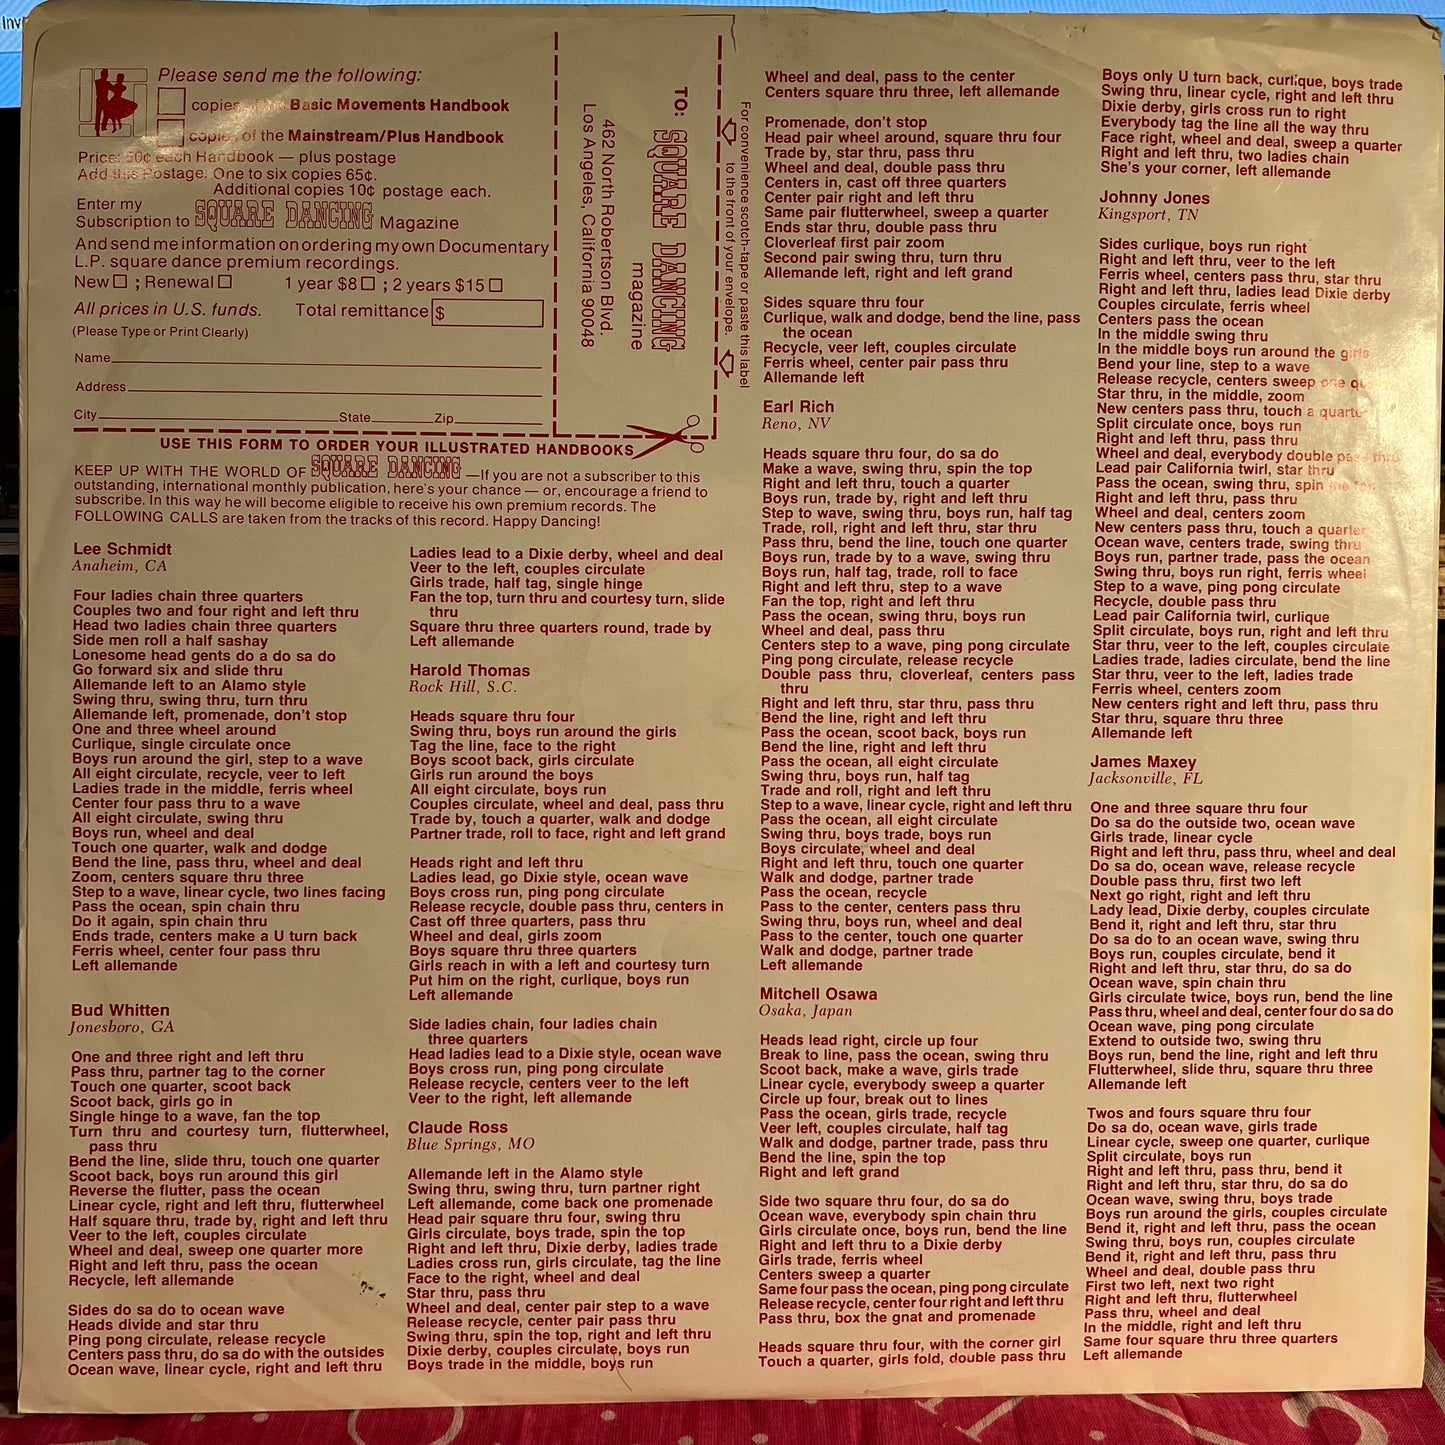 Inv
Please send me the following:
copies of the Basic Movements Handbook
copies of the Mainstream/Plus Handbook
Price: 50¢ each Handbook — plus postage
Add this Postage: One to six copies 65¢.
Additional copies 10¢ postage each.
Enter my
Subscription to SQUARE DANCING Magazine
And send me information on ordering my own Documentary
L.P. square dance premium recordings.
New ; Renewal 1 year $8 ; 2 years $15
All prices in U.S. funds. Total remittance $
(Please Type or Print Clearly)
Name
Address
City State Zip
TO: SQUARE DANCING
magazine
462 North Robertson Blvd.
Los Angeles, California 90048
For convenience scotch-tape or paste this label
to the front of your envelope.
USE THIS FORM TO ORDER YOUR ILLUSTRATED HANDBOOKS
KEEP UP WITH THE WORLD OF SQUARE DANCING —If you are not a subscriber to this
outstanding, international monthly publication, here's your chance — or, encourage a friend to
subscribe. In this way he will become eligible to receive his own premium records. The
FOLLOWING CALLS are taken from the tracks of this record. Happy Dancing!
Lee Schmidt
Anaheim, CA
Four ladies chain three quarters
Couples two and four right and left thru
Head two ladies chain three quarters
Side men roll a half sashay
Lonesome head gents do a do sa do
Go forward six and slide thru
Allemande left to an Alamo style
Swing thru, swing thru, turn thru
Allemande left, promenade, don't stop
One and three wheel around
Curlique, single circulate once
Boys run around the girl, step to a wave
All eight circulate, recycle, veer to left
Ladies trade in the middle, ferris wheel
Center four pass thru to a wave
All eight circulate, swing thru
Boys run, wheel and deal
Touch one quarter, walk and dodge
Bend the line, pass thru, wheel and deal
Zoom, centers square thru three
Step to a wave, linear cycle, two lines facing
Pass the ocean, spin chain thru
Do it again, spin chain thru
Ends trade, centers make a U turn back
Ferris wheel, center four pass thru
Left allemande
Bud Whitten
Jonesboro, GA
One and three right and left thru
Pass thru, partner tag to the corner
Touch one quarter, scoot back
Scoot back, girls go in
Single hinge to a wave, fan the top
Turn thru and courtesy turn, flutterwheel,
pass thru
Bend the line, slide thru, touch one quarter
Scoot back, boys run around this girl
Reverse the flutter, pass the ocean
Linear cycle, right and left thru, flutterwheel
Half square thru, trade by, right and left thru
Veer to the left, couples circulate
Wheel and deal, sweep one quarter more
Right and left thru, pass the ocean
Recycle, left allemande
Sides do sa do to ocean wave
Heads divide and star thru
Ping pong circulate, release recycle
Centers pass thru, do sa do with the outsides
Ocean wave, linear cycle, right and left thru
Ladies lead to a Dixie derby, wheel and deal
Veer to the left, couples circulate
Girls trade, half tag, single hinge
Fan the top, turn thru and courtesy turn, slide
thru
Square thru three quarters round, trade by
Left allemande
Harold Thomas
Rock Hill, S.C.
Heads square thru four
Swing thru, boys run around the girls
Tag the line, face to the right
Boys scoot back, girls circulate
Girls run around the boys
All eight circulate, boys run
Couples circulate, wheel and deal, pass thru
Trade by, touch a quarter, walk and dodge
Partner trade, roll to face, right and left grand
Heads right and left thru
Ladies lead, go Dixie style, ocean wave
Boys cross run, ping pong circulate
Release recycle, double pass thru, centers in
Cast off three quarters, pass thru
Wheel and deal, girls zoom
Boys square thru three quarters
Girls reach in with a left and courtesy turn
Put him on the right, curlique, boys run
Left allemande
Side ladies chain, four ladies chain
three quarters
Head ladies lead to a Dixie style, ocean wave
Boys cross run, ping pong circulate
Release recycle, centers veer to the left
Veer to the right, left allemande
Claude Ross
Blue Springs, MO
Allemande left in the Alamo style
Swing thru, swing thru, turn partner right
Left allemande, come back one promenade
Head pair square thru four, swing thru
Girls circulate, boys trade, spin the top
Right and left thru, Dixie derby, ladies trade
Ladies cross run, girls circulate, tag the line
Face to the right, wheel and deal
Star thru, pass thru
Wheel and deal, center pair step to a wave
Release recycle, center pair pass thru
Swing thru, spin the top, right and left thru
Dixie derby, couples circulate, boys run
Boys trade in the middle, boys run
Wheel and deal, pass to the center
Centers square thru three, left allemande
Promenade, don't stop
Head pair wheel around, square thru four
Trade by, star thru, pass thru
Wheel and deal, double pass thru
Centers in, cast off three quarters
Center pair right and left thru
Same pair flutterwheel, sweep a quarter
Ends star thru, double pass thru
Cloverleaf first pair zoom
Second pair swing thru, turn thru
Allemande left, right and left grand
Sides square thru four
Curlique, walk and dodge, bend the line, pass
the ocean
Recycle, veer left, couples circulate
Ferris wheel, center pair pass thru
Allemande left
Earl Rich
Reno, NV
Heads square thru four, do sa do
Make a wave, swing thru, spin the top
Right and left thru, touch a quarter
Boys run, trade by, right and left thru
Step to wave, swing thru, boys run, half tag
Trade, roll, right and left thru, star thru
Pass thru, bend the line, touch one quarter
Boys run, trade by to a wave, swing thru
Boys run, half tag, trade, roll to face
Right and left thru, step to a wave
Fan the top, right and left thru
Pass the ocean, swing thru, boys run
Wheel and deal, pass thru
Centers step to a wave, ping pong circulate
Ping pong circulate, release recycle
Double pass thru, cloverleaf, centers pass
thru
Right and left thru, star thru, pass thru
Bend the line, right and left thru
Pass the ocean, scoot back, boys run
Bend the line, right and left thru
Pass the ocean, all eight circulate
Swing thru, boys run, half tag
Trade and roll, right and left thru
Step to a wave, linear cycle, right and left thru
Pass the ocean, all eight circulate
Swing thru, boys trade, boys run
Boys circulate, wheel and deal
Right and left thru, touch one quarter
Walk and dodge, partner trade
Pass the ocean, recycle
Pass to the center, centers pass thru
Swing thru, boys run, wheel and deal
Pass to the center, touch one quarter
Walk and dodge, partner trade
Left allemande
Mitchell Osawa
Osaka, Japan
Heads lead right, circle up four
Break to line, pass the ocean, swing thru
Scoot back, make a wave, girls trade
Linear cycle, everybody sweep a quarter
Circle up four, break out to lines
Pass the ocean, girls trade, recycle
Veer left, couples circulate, half tag
Walk and dodge, partner trade, pass thru
Bend the line, spin the top
Right and left grand
Side two square thru four, do sa do
Ocean wave, everybody spin chain thru
Girls circulate once, boys run, bend the line
Right and left thru to a Dixie derby
Girls trade, ferris wheel
Centers sweep a quarter
Same four pass the ocean, ping pong circulate
Release recycle, center four right and left thru
Pass thru, box the gnat and promenade
Heads square thru four, with the corner girl
Touch a quarter, girls fold, double pass thru
Boys only U turn back, curlique, boys trade
Swing thru, linear cycle, right and left thru
Dixie derby, girls cross run to right
Everybody tag the line all the way thru
Face right, wheel and deal, sweep a quarter
Right and left thru, two ladies chain
She's your corner, left allemande
Johnny Jones
Kingsport, TN
Sides curlique, boys run right
Right and left thru, veer to the left
Ferris wheel, centers pass thru, star thru
Right and left thru, ladies lead Dixie derby
Couples circulate, ferris wheel
Centers pass the ocean
In the middle swing thru
In the middle boys run around the girls
Bend your line, step to a wave
Release recycle, centers sweep one
Star thru, in the middle, zoom
New centers pass thru, touch a quarter
Split circulate once, boys run
Right and left thru, pass thru
Wheel and deal, everybody double pass thru
Lead pair California twirl, star thru
Pass the ocean, swing thru, spin the top
Right and left thru, pass thru
Wheel and deal, centers zoom
New centers pass thru, touch a quarter
Ocean wave, centers trade, swing thru
Boys run, partner trade, pass the ocean
Swing thru, boys run right, ferris wheel
Step to a wave, ping pong circulate
Recycle, double pass thru
Lead pair California twirl, curlique
Split circulate, boys run, right and left thru
Star thru, veer to the left, couples circulate
Ladies trade, ladies circulate, bend the line
Star thru, veer to the left, ladies trade
Ferris wheel, centers zoom
New centers right and left thru, pass thru
Star thru, square thru three
Allemande left
James Maxey
Jacksonville, FL
One and three square thru four
Do sa do the outside two, ocean wave
Girls trade, linear cycle
Right and left thru, pass thru, wheel and deal
Do sa do, ocean wave, release recycle
Double pass thru, first two left
Next go right, right and left thru
Lady lead, Dixie derby, couples circulate
Bend it, right and left thru, star thru
Do sa do to an ocean wave, swing thru
Boys run, couples circulate, bend it
Right and left thru, star thru, do sa do
Ocean wave, spin chain thru
Girls circulate twice, boys run, bend the line
Pass thru, wheel and deal, center four do sa do
Ocean wave, ping pong circulate
Extend to outside two, swing thru
Boys run, bend the line, right and left thru
Flutterwheel, slide thru, square thru three
Allemande left
Twos and fours square thru four
Do sa do, ocean wave, girls trade
Linear cycle, sweep one quarter, curlique
Split circulate, boys run
Right and left thru, pass thru, bend it
Right and left thru, star thru, do sa do
Ocean wave, swing thru, boys trade
Boys run around the girls, couples circulate
Bend it, right and left thru, pass the ocean
Swing thru, boys run, couples circulate
Bend it, right and left thru, pass thru
Wheel and deal, double pass thru
First two left, next two right
Right and left thru, flutterwheel
Pass thru, wheel and deal
In the middle, right and left thru
Same four square thru three quarters
Left allemande